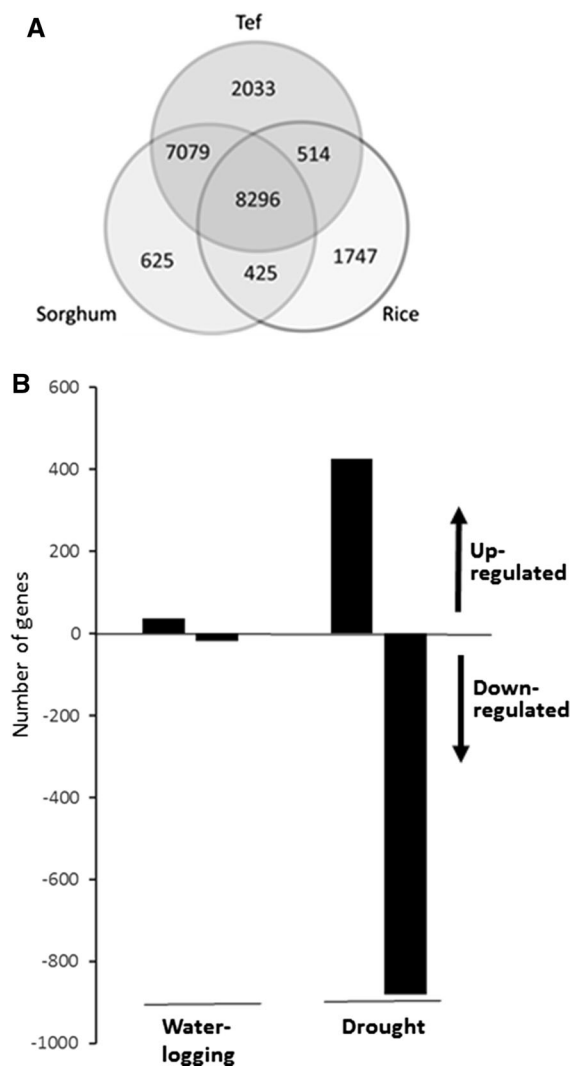 A
Tef
2033
7079
514
8296
625
425
1747
Sorghum
Rice
B
Number of genes
600
400
200
0
-200
-400
-600
-800
-1000
Up-
regulated
Down-
regulated
Water-
logging
Drought